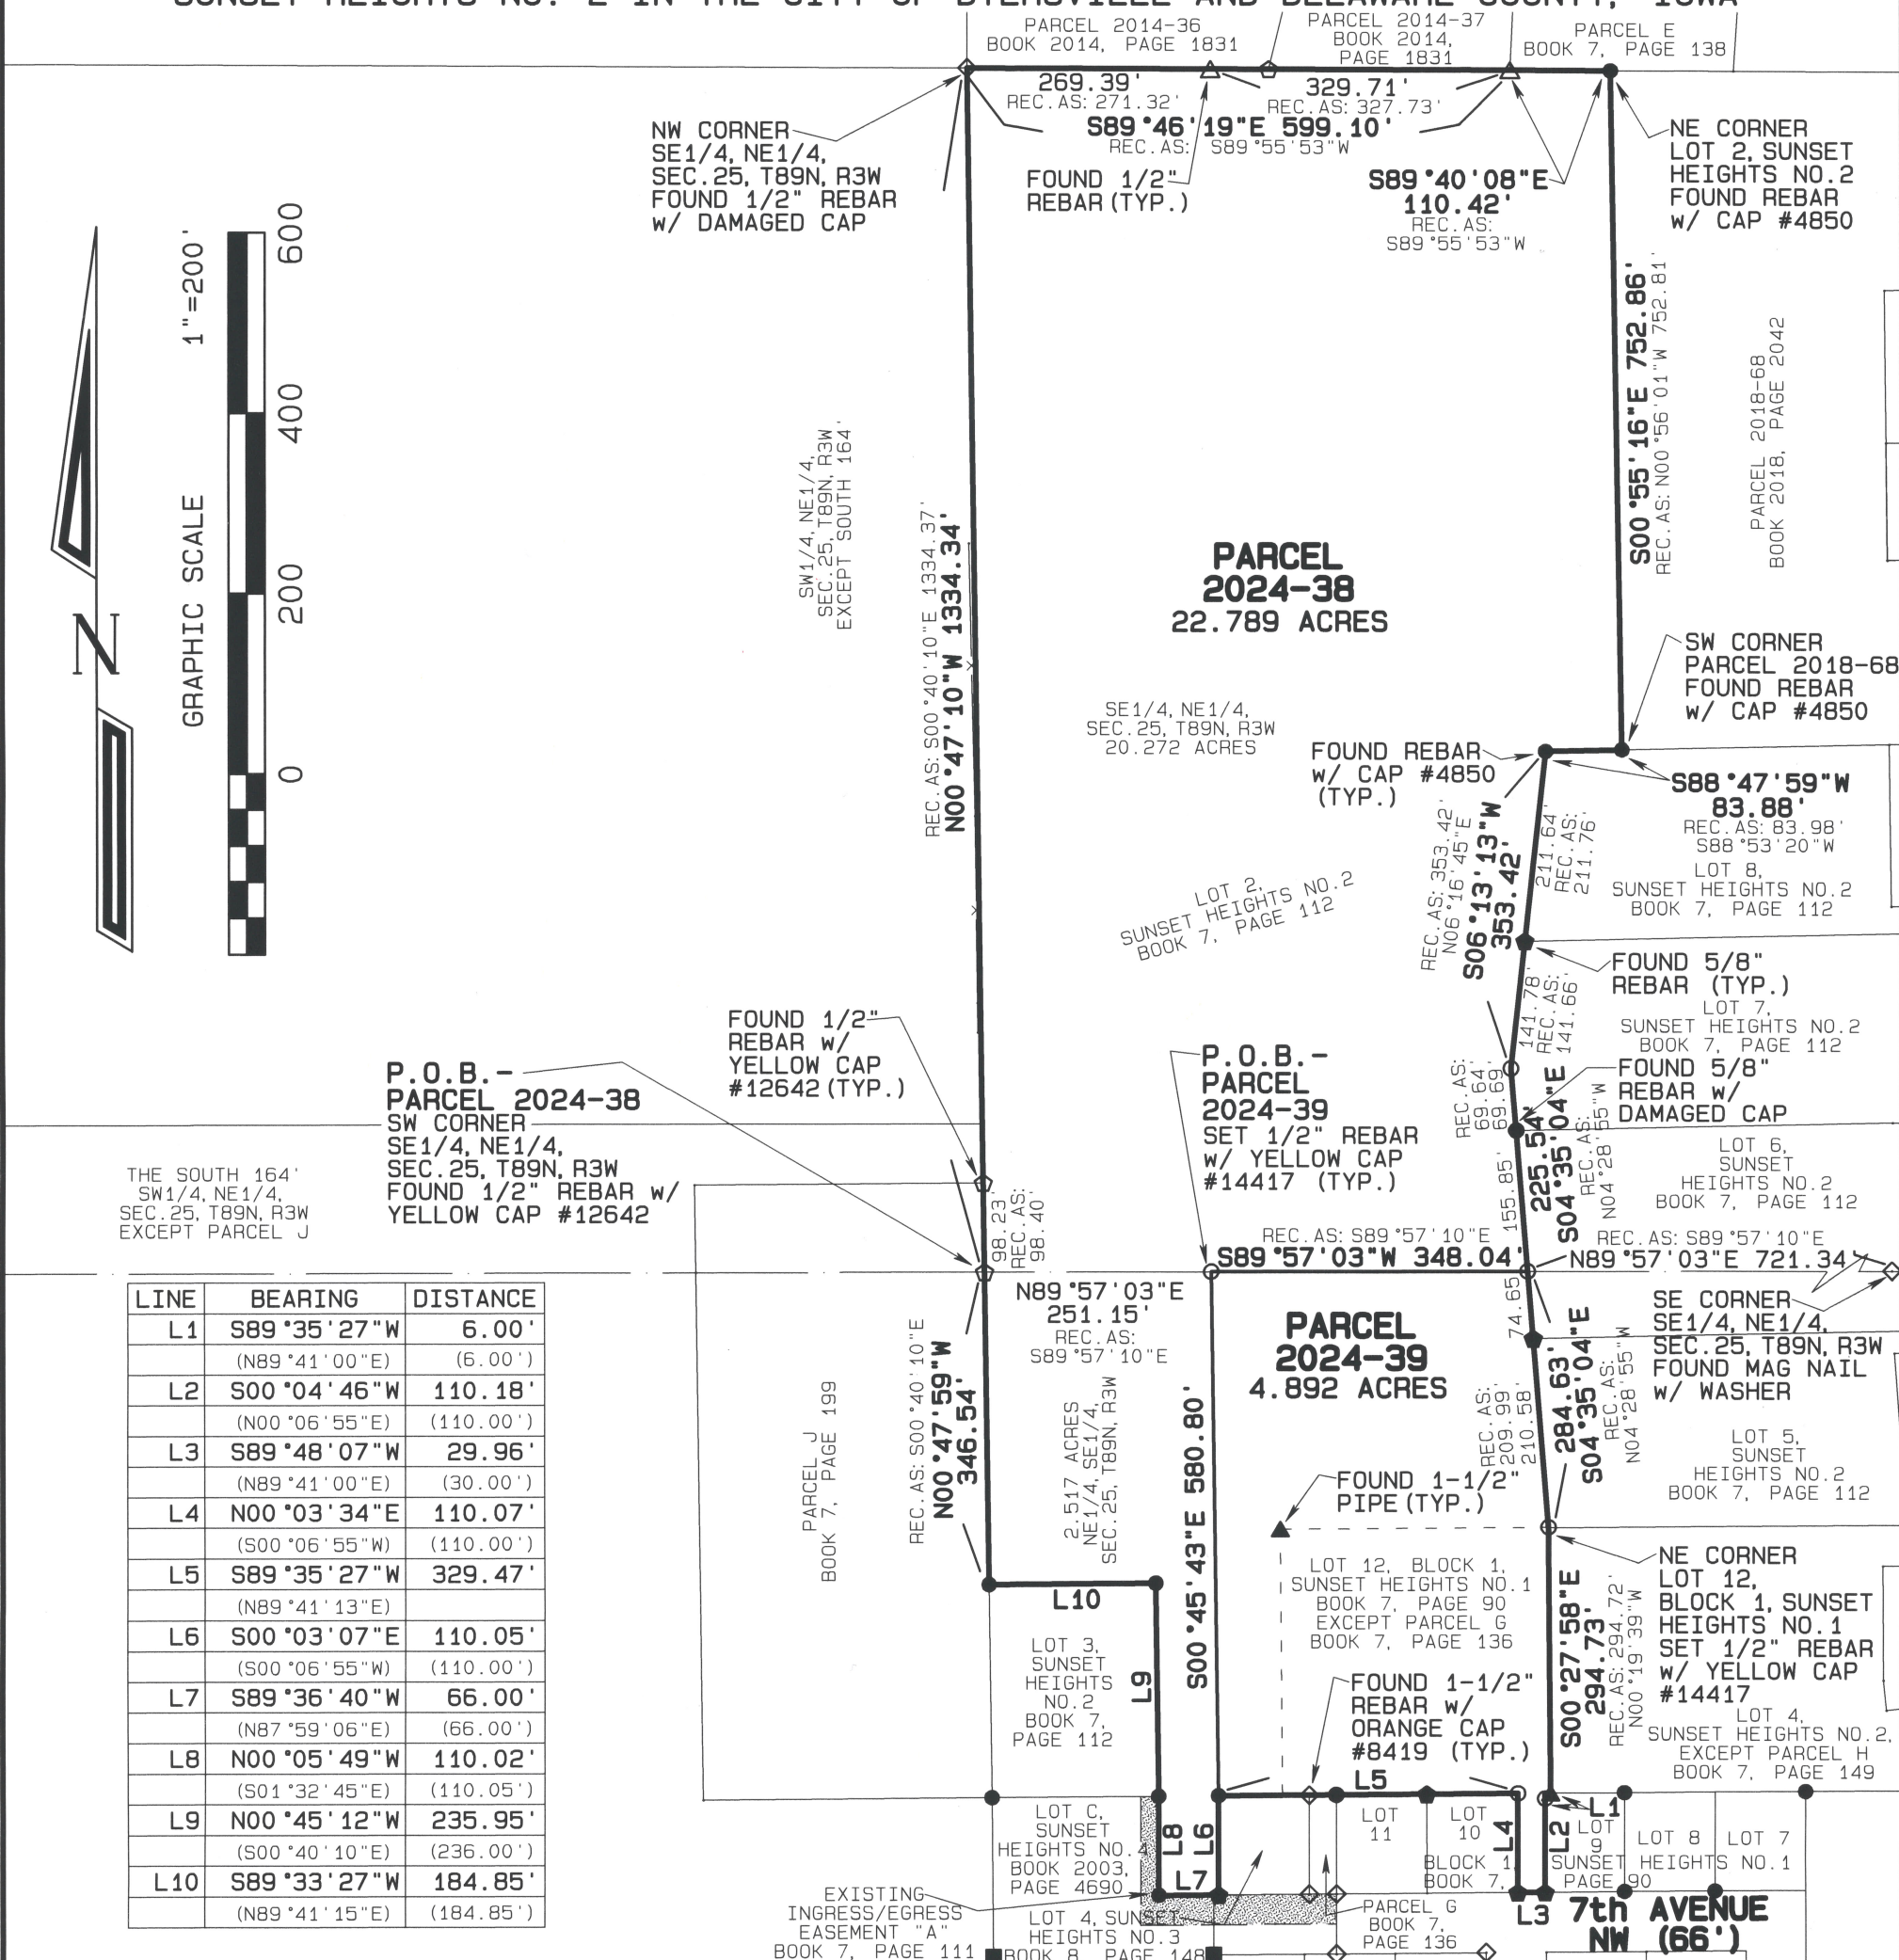 SUNSET HEIGHTS NO. 2 IN THE CITY OF DYERSVILLE AND DELAWARE COUNTY, IOWA
PARCEL 2014-36
BOOK 2014, PAGE 1831
PARCEL 2014-37
BOOK 2014,
PAGE 1831
PARCEL E
BOOK 7, PAGE 138
269.39'
REC.AS: 271.32'
329.71'
REC.AS: 327.73'
S89°46'19"E 599.10'
REC.AS: S89°55'53"W
NW CORNER
SE1/4, NE1/4,
SEC.25, T89N, R3W
FOUND 1/2" REBAR
W/ DAMAGED CAP
FOUND 1/2"
REBAR (TYP.)
S89°40'08"E
110.42'
REC.AS:
S89°55'53"W
NE CORNER
LOT 2, SUNSET
HEIGHTS NO.2
FOUND REBAR
W/ CAP #4850
1"=200'
GRAPHIC SCALE
600
400
200
0
N
S00°55'16"E 752.86'
REC.AS: N00°56'01"W 752.81'
PARCEL 2018-68
BOOK 2018, PAGE 2042
SW1/4, NE1/4,
SEC.25, T89N, R3W
EXCEPT SOUTH 164'
REC.AS: S00°40'10"E 1334.37'
N00°47'10"W 1334.34'
PARCEL
2024-38
22.789 ACRES
SE1/4, NE1/4,
SEC.25, T89N, R3W
20.272 ACRES
SW CORNER
PARCEL 2018-68
FOUND REBAR
W/ CAP #4850
FOUND REBAR
W/ CAP #4850
(TYP.)
S88°47'59"W
83.88'
REC.AS: 83.98'
S88°53'20"W
LOT 8,
SUNSET HEIGHTS NO.2
BOOK 7, PAGE 112
REC.AS: 353.42'
N06°16'45"E
S06°13'13"W
353.42'
211.64'
REC.AS:
211.76'
LOT 2,
SUNSET HEIGHTS NO.2
BOOK 7, PAGE 112
FOUND 5/8"
REBAR (TYP.)
141.78'
REC.AS:
141.66'
LOT 7,
SUNSET HEIGHTS NO.2
BOOK 7, PAGE 112
FOUND 1/2"
REBAR W/
YELLOW CAP
#12642 (TYP.)
P.O.B.-
PARCEL 2024-38
SW CORNER
SE1/4, NE1/4,
SEC.25, T89N, R3W
FOUND 1/2" REBAR W/
YELLOW CAP #12642
P.O.B.-
PARCEL
2024-39
SET 1/2" REBAR
W/ YELLOW CAP
#14417 (TYP.)
REC.AS:
69.64'
69.69'
FOUND 5/8"
REBAR W/
DAMAGED CAP
225.54'
S04°35'04"E
REC.AS:
N04°28'55"W
155.85'
LOT 6,
SUNSET
HEIGHTS NO.2
BOOK 7, PAGE 112
THE SOUTH 164'
SW1/4, NE1/4,
SEC.25, T89N, R3W
EXCEPT PARCEL J
98.23'
REC.AS:
98.40'
REC.AS: S89°57'10"E
S89°57'03"W 348.04'
REC.AS: S89°57'10"E
N89°57'03"E 721.34'
N89°57'03"E
251.15'
REC.AS:
S89°57'10"E
PARCEL
2024-39
4.892 ACRES
74.65'
SE CORNER
SE1/4, NE1/4,
SEC.25, T89N, R3W
FOUND MAG NAIL
W/ WASHER
LINE BEARING DISTANCE
L1 S89°35'27"W 6.00'
(N89°41'00"E) (6.00')
L2 S00°04'46"W 110.18'
(N00°06'55"E) (110.00')
L3 S89°48'07"W 29.96'
(N89°41'00"E) (30.00')
L4 N00°03'34"E 110.07'
(S00°06'55"W) (110.00')
L5 S89°35'27"W 329.47'
(N89°41'13"E)
L6 S00°03'07"E 110.05'
(S00°06'55"W) (110.00')
L7 S89°36'40"W 66.00'
(N87°59'06"E) (66.00')
L8 N00°05'49"W 110.02'
(S01°32'45"E) (110.05')
L9 N00°45'12"W 235.95'
(S00°40'10"E) (236.00')
L10 S89°33'27"W 184.85'
(N89°41'15"E) (184.85')
PARCEL J
BOOK 7, PAGE 199
REC.AS: S00°40'10"E
N00°47'59"W
346.54'
2.517 ACRES
NE1/4, SE1/4,
SEC.25, T89N, R3W
S00°45'43"E 580.80'
REC.AS:
209.99'
210.58'
284.63'
S04°35'04"E
REC.AS:
N04°28'55"W
LOT 5,
SUNSET
HEIGHTS NO.2
BOOK 7, PAGE 112
FOUND 1-1/2"
PIPE (TYP.)
LOT 12, BLOCK 1,
SUNSET HEIGHTS NO.1
BOOK 7, PAGE 90
EXCEPT PARCEL G
BOOK 7, PAGE 136
NE CORNER
LOT 12,
BLOCK 1, SUNSET
HEIGHTS NO.1
SET 1/2" REBAR
W/ YELLOW CAP
#14417
S00°27'58"E
294.73'
REC.AS: 294.72'
N00°19'39"W
L10
LOT 3,
SUNSET
HEIGHTS
NO.2
BOOK 7,
PAGE 112
L9
FOUND 1-1/2"
REBAR W/
ORANGE CAP
#8419 (TYP.)
LOT 4,
SUNSET HEIGHTS NO.2,
EXCEPT PARCEL H
BOOK 7, PAGE 149
L5
L1
LOT C,
SUNSET
HEIGHTS NO.4
BOOK 2003,
PAGE 4690
L8
L6
L7
LOT
11
LOT
10
L4
L2
LOT
9
LOT 8
LOT 7
BLOCK 1, SUNSET HEIGHTS NO.1
BOOK 7, PAGE 90
L3
7th AVENUE
NW (66')
EXISTING
INGRESS/EGRESS
EASEMENT "A"
BOOK 7, PAGE 111
LOT 4, SUNSET
HEIGHTS NO.3
BOOK 8, PAGE 148
PARCEL G
BOOK 7,
PAGE 136